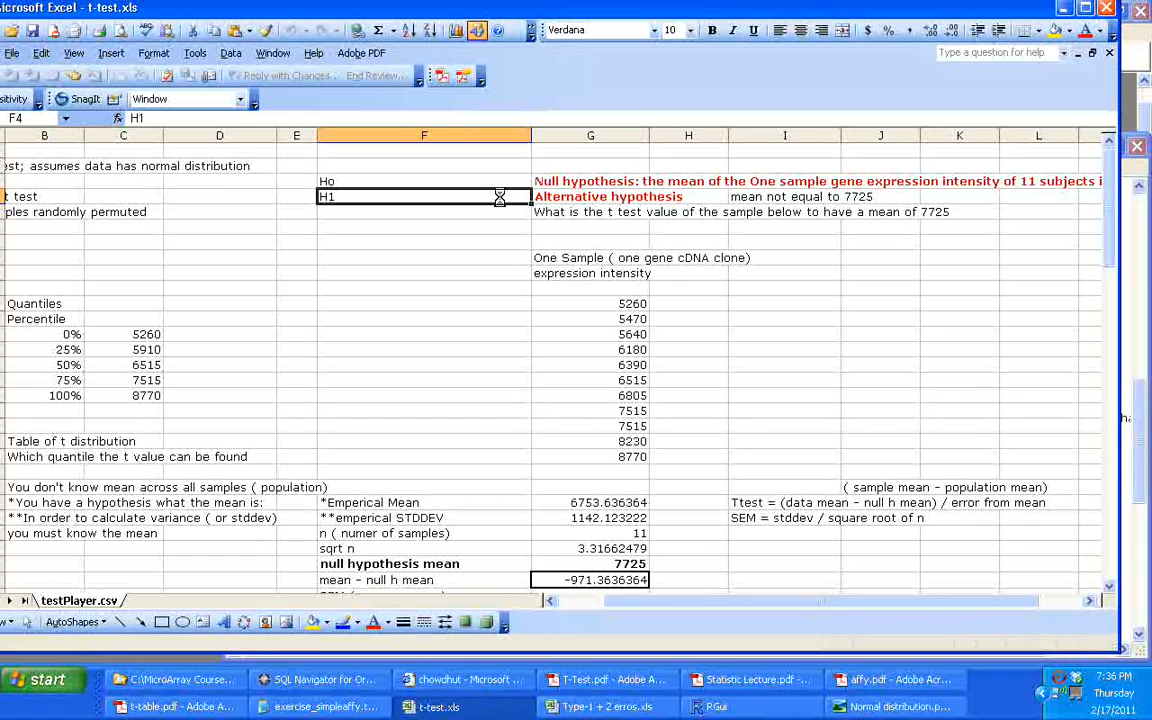 Microsoft Excel - t-test.xls
Verdana 10 B I U $ % ,
File Edit View Insert Format Tools Data Window Help Adobe PDF Type a question for help
Reply with Changes... End Review...
SnagIt Window
F4 fx H1
B C D E F G H I J K L
est; assumes data has normal distribution
Ho Null hypothesis: the mean of the One sample gene expression intensity of 11 subjects i
t test H1 Alternative hypothesis mean not equal to 7725
ples randomly permuted What is the t test value of the sample below to have a mean of 7725
One Sample ( one gene cDNA clone)
expression intensity
Quantiles 5260
Percentile 5470
0% 5260 5640
25% 5910 6180
50% 6515 6390
75% 7515 6515
100% 8770 6805
7515
7515
Table of t distribution 8230
Which quantile the t value can be found 8770
You don't know mean across all samples ( population) ( sample mean - population mean)
*You have a hypothesis what the mean is: *Emperical Mean 6753.636364 Ttest = (data mean - null h mean) / error from mean
**In order to calculate variance ( or stddev) **emperical STDDEV 1142.123222 SEM = stddev / square root of n
you must know the mean n ( numer of samples) 11
sqrt n 3.31662479
null hypothesis mean 7725
mean - null h mean -971.3636364
testPlayer.csv
AutoShapes
start C:\MicroArray Course... SQL Navigator for Or... chowdhut - Microsoft ... T-Test.pdf - Adobe A... Statistic Lecture.pdf -... affy.pdf - Adobe Acr... 7:36 PM
Thursday
t-table.pdf - Adobe A... exercise_simpleaffy.t... t-test.xls Type-1 + 2 erros.xls RGui Normal distribution.p... 2/17/2011